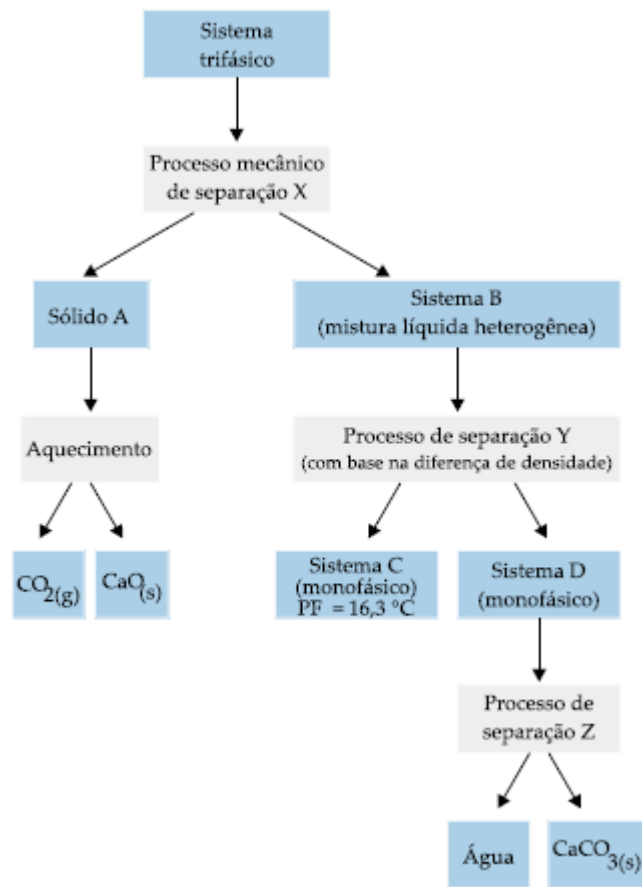 Sistema
trifásico
Processo mecânico
de separação X
Sólido A
Sistema B
(mistura líquida heterogênea)
Aquecimento
Processo de separação Y
(com base na diferença de densidade)
CO2(g)
CaO(s)
Sistema C
(monofásico)
PF = 16,3 °C
Sistema D
(monofásico)
Processo de
separação Z
Água
CaCO3(s)